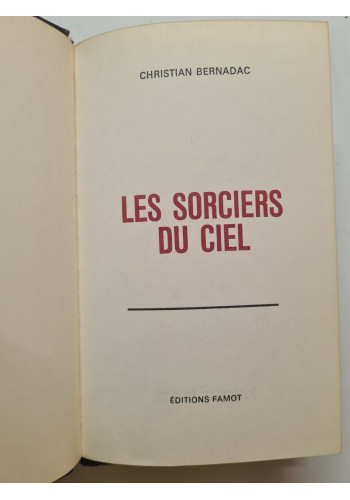 CHRISTIAN BERNADAC
LES SORCIERS
DU CIEL
ÉDITIONS FAMOT